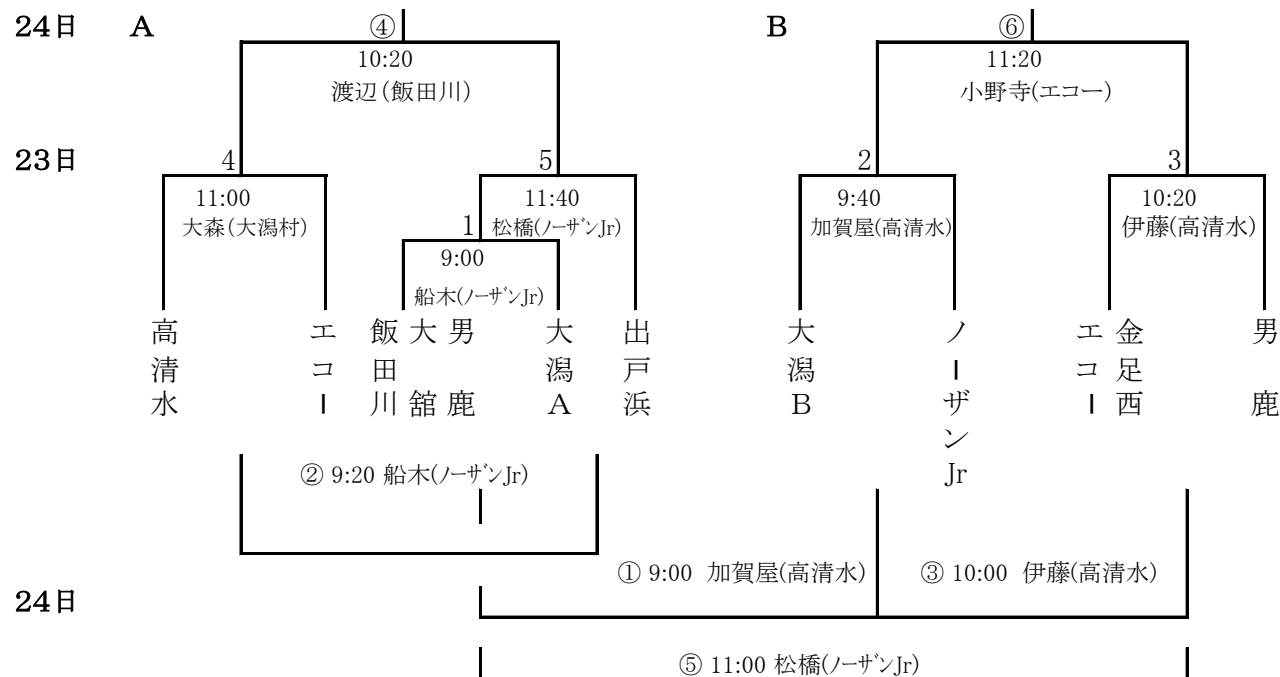 24日 A ④ B ⑥
10:20 11:20
渡辺(飯田川) 小野寺(エコー)
23日 4 5 2 3
11:00 11:40 9:40 10:20
大森(大潟村) 1 松橋(ﾉｰｻﾞﾝJr) 加賀屋(高清水) 伊藤(高清水)
9:00
船木(ﾉｰｻﾞﾝJr)
高清水
エコー
飯田川
大舘
男鹿
大潟A
出戸浜
大潟B
ノーザンJr
エコー
金足西
男鹿
② 9:20 船木(ﾉｰｻﾞﾝJr)
① 9:00 加賀屋(高清水) ③ 10:00 伊藤(高清水)
24日
⑤ 11:00 松橋(ﾉｰｻﾞﾝJr)